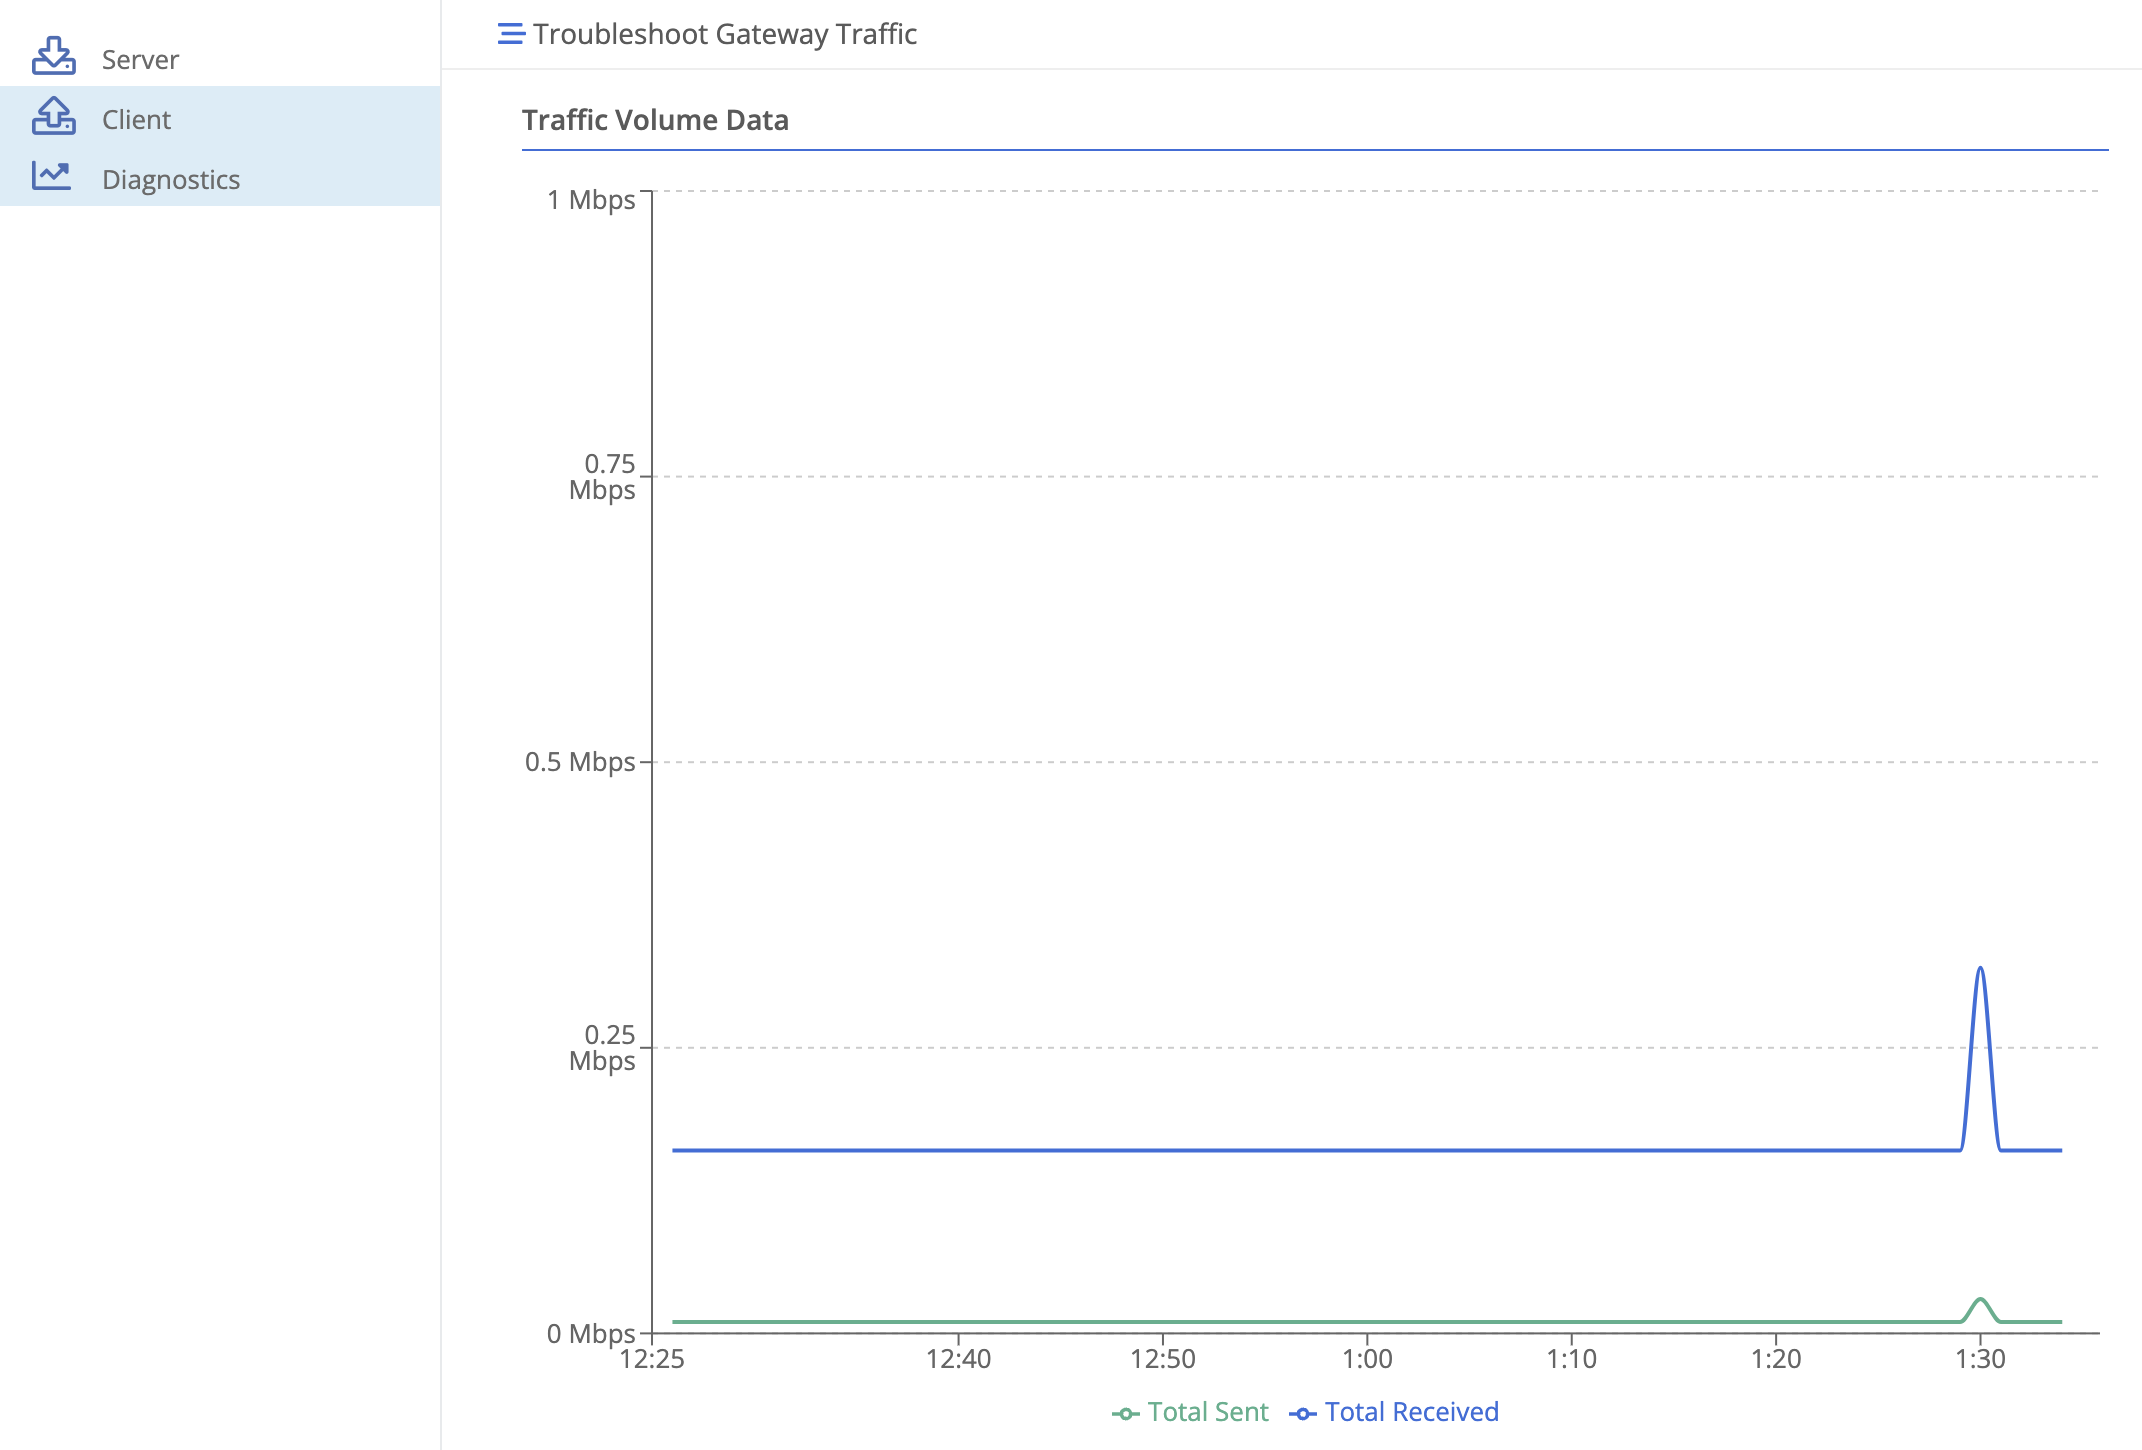 Server
Client
Diagnostics
Troubleshoot Gateway Traffic
Traffic Volume Data
1 Mbps
0.75
Mbps
0.5 Mbps
0.25
Mbps
0 Mbps
12:25 12:40 12:50 1:00 1:10 1:20 1:30
Total Sent Total Received